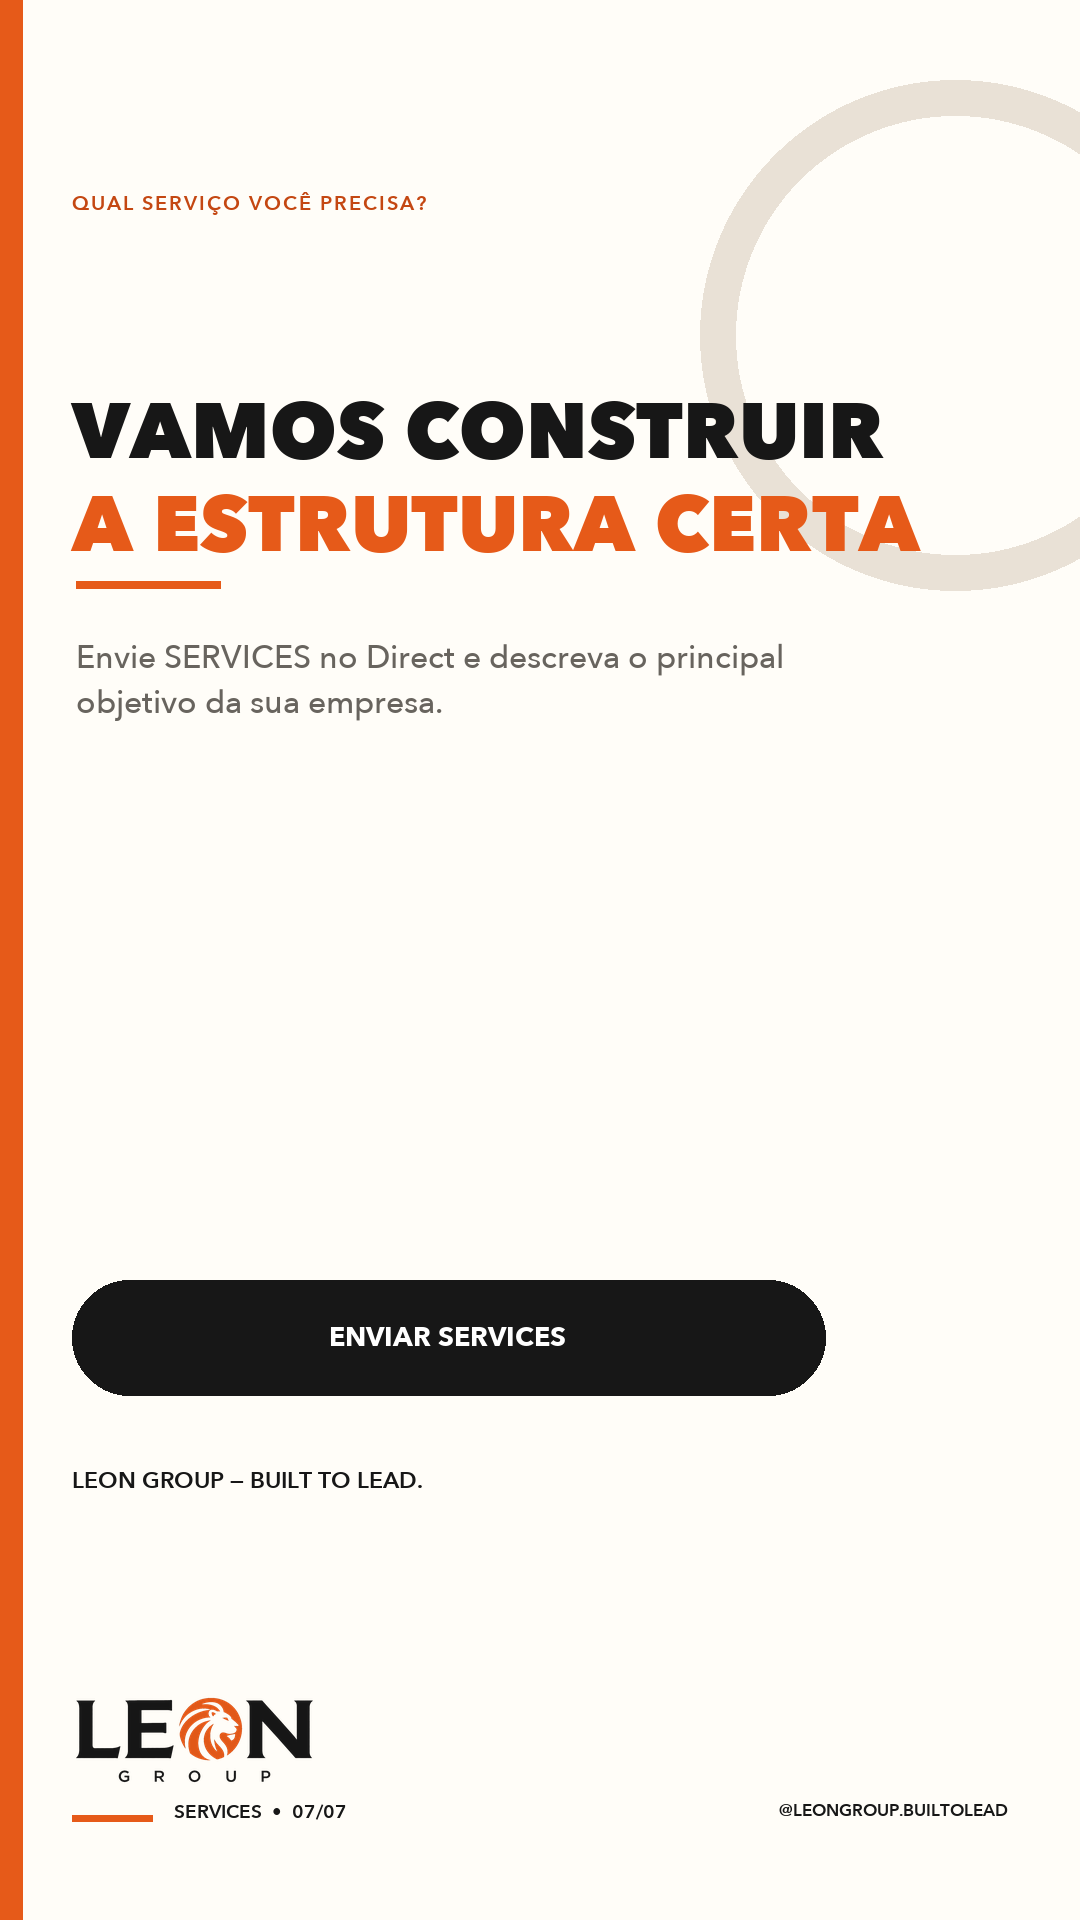 QUAL SERVIÇO VOCÊ PRECISA?
VAMOS CONSTRUIR
A ESTRUTURA CERTA
Envie SERVICES no Direct e descreva o principal
objetivo da sua empresa.
ENVIAR SERVICES
LEON GROUP – BUILT TO LEAD.
LEON
GROUP
SERVICES • 07/07
@LEONGROUP.BUILTOLEAD